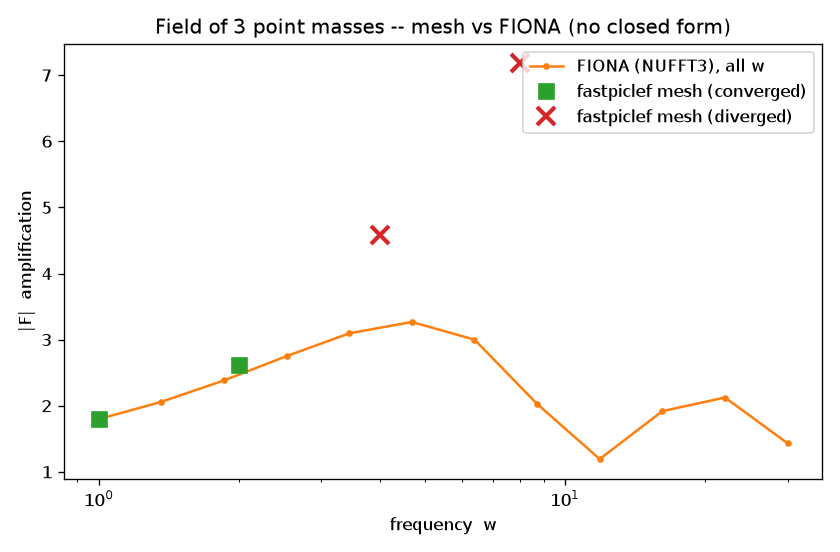 Field of 3 point masses -- mesh vs FIONA (no closed form)
FIONA (NUFFT3), all w
fastpiclef mesh (converged)
fastpiclef mesh (diverged)
|F| amplification
7
6
5
4
3
2
1
10⁰
10¹
frequency w